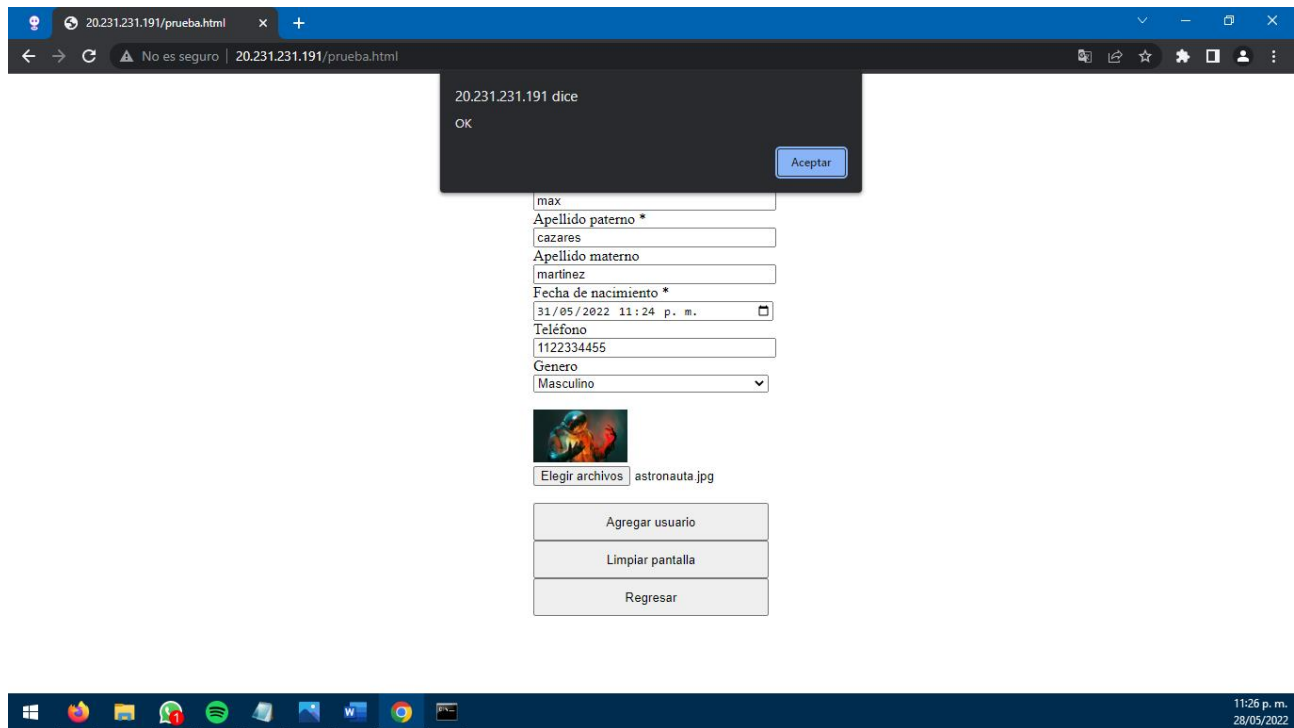 20.231.231.191/prueba.html
No es seguro | 20.231.231.191/prueba.html
20.231.231.191 dice
OK
Aceptar
max
Apellido paterno *
cazares
Apellido materno
martinez
Fecha de nacimiento *
31/05/2022 11:24 p. m.
Teléfono
1122334455
Genero
Masculino
Elegir archivos astronauta.jpg
Agregar usuario
Limpiar pantalla
Regresar
1
W
11:26 p. m.
28/05/2022